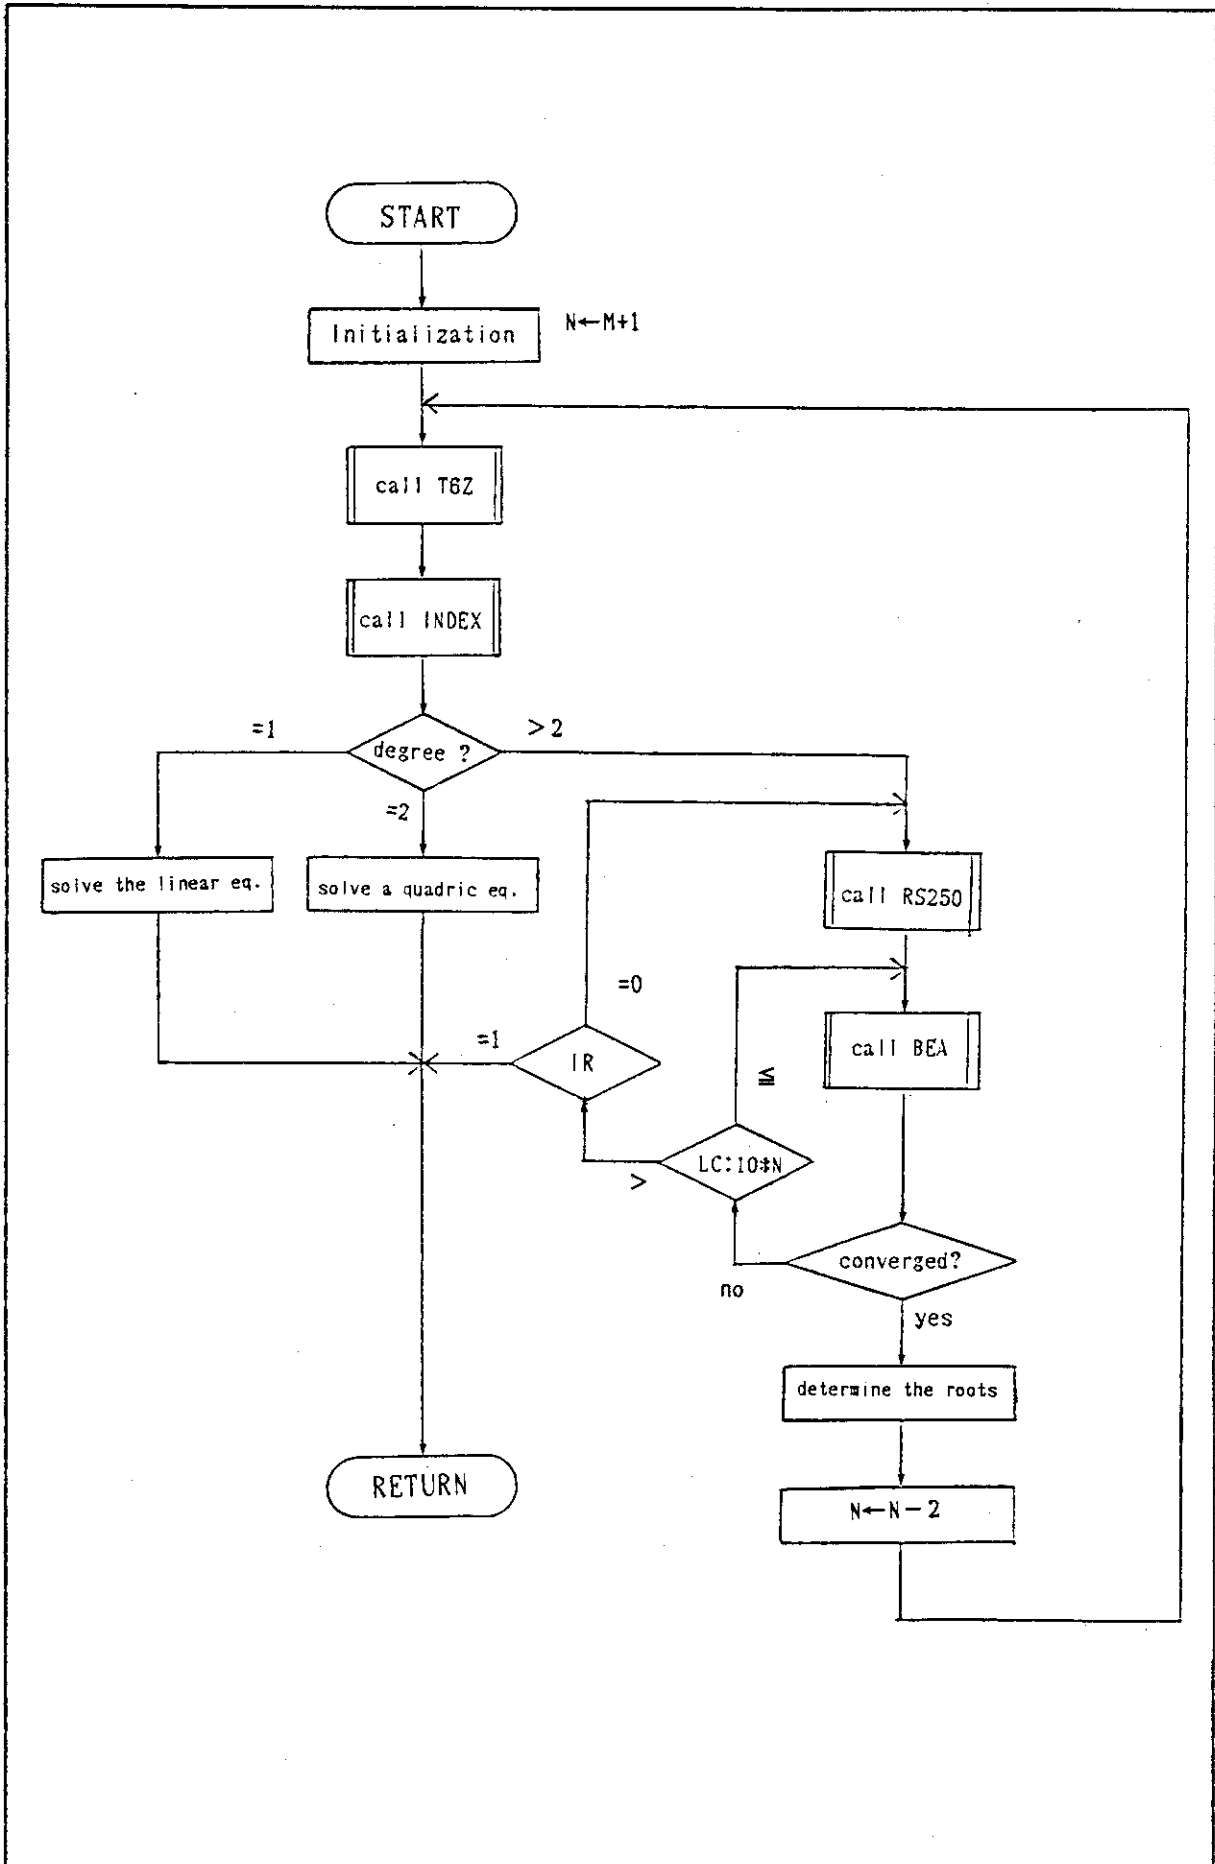 START
Initialization
N←M+1
call T6Z
call INDEX
=1
degree ?
>2
=2
solve the linear eq.
solve a quadric eq.
call RS250
=0
=1
IR
call BEA
≦
LC:10*N
>
converged?
no
yes
determine the roots
N←N-2
RETURN